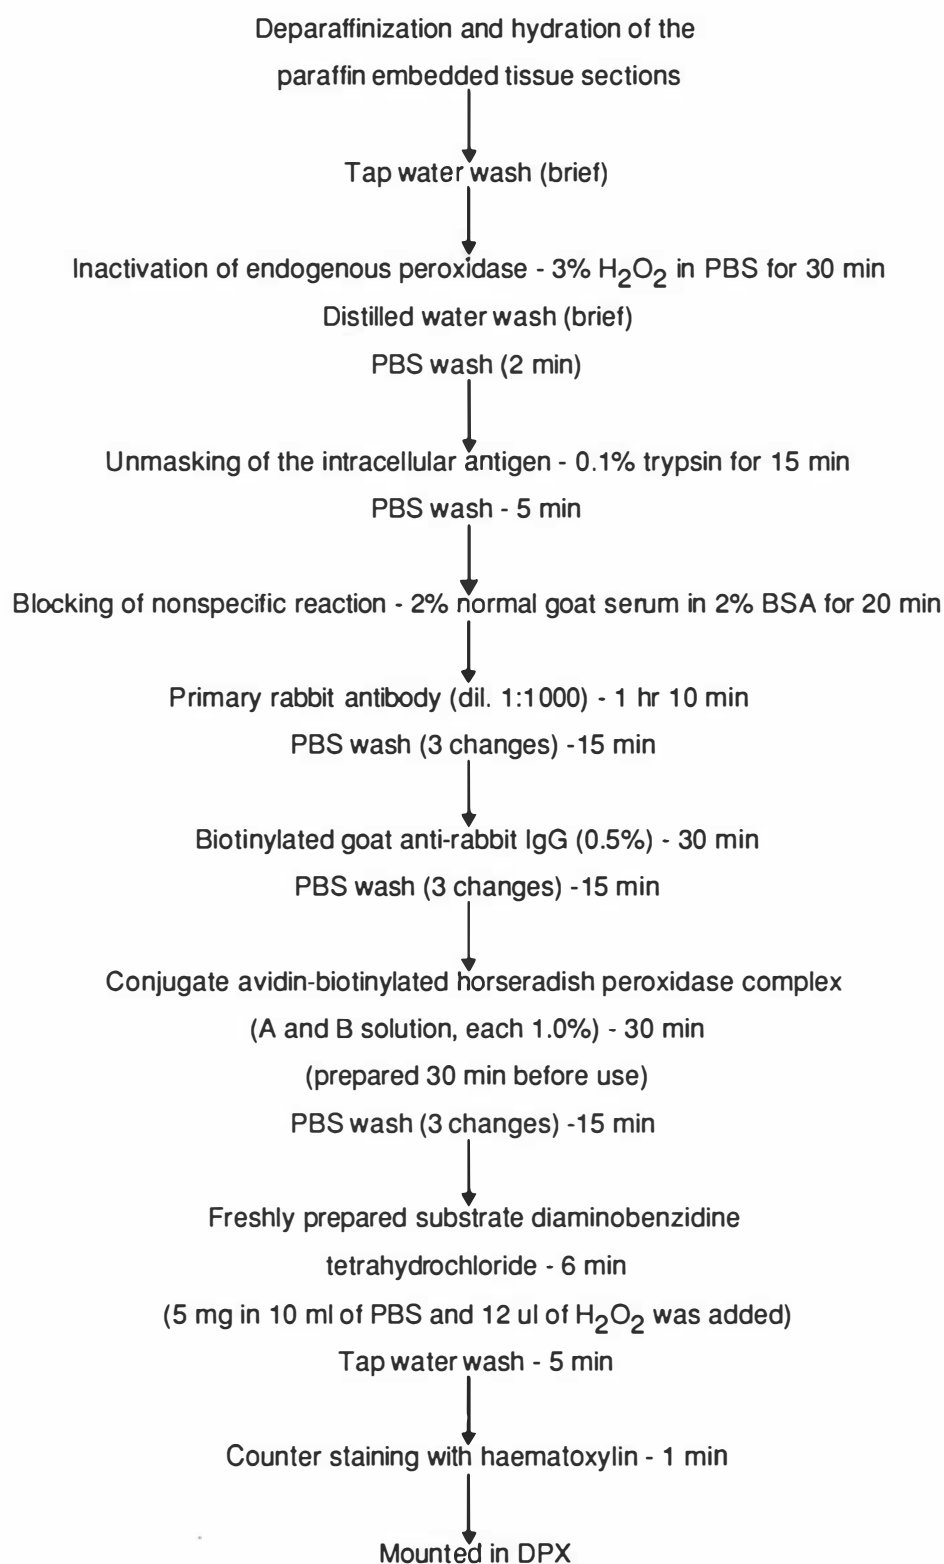 Deparaffinization and hydration of the
paraffin embedded tissue sections
Tap water wash (brief)
Inactivation of endogenous peroxidase - 3% H2O2 in PBS for 30 min
Distilled water wash (brief)
PBS wash (2 min)
Unmasking of the intracellular antigen - 0.1% trypsin for 15 min
PBS wash - 5 min
Blocking of nonspecific reaction - 2% normal goat serum in 2% BSA for 20 min
Primary rabbit antibody (dil. 1:1000) - 1 hr 10 min
PBS wash (3 changes) -15 min
Biotinylated goat anti-rabbit IgG (0.5%) - 30 min
PBS wash (3 changes) -15 min
Conjugate avidin-biotinylated horseradish peroxidase complex
(A and B solution, each 1.0%) - 30 min
(prepared 30 min before use)
PBS wash (3 changes) -15 min
Freshly prepared substrate diaminobenzidine
tetrahydrochloride - 6 min
(5 mg in 10 ml of PBS and 12 ul of H2O2 was added)
Tap water wash - 5 min
Counter staining with haematoxylin - 1 min
Mounted in DPX